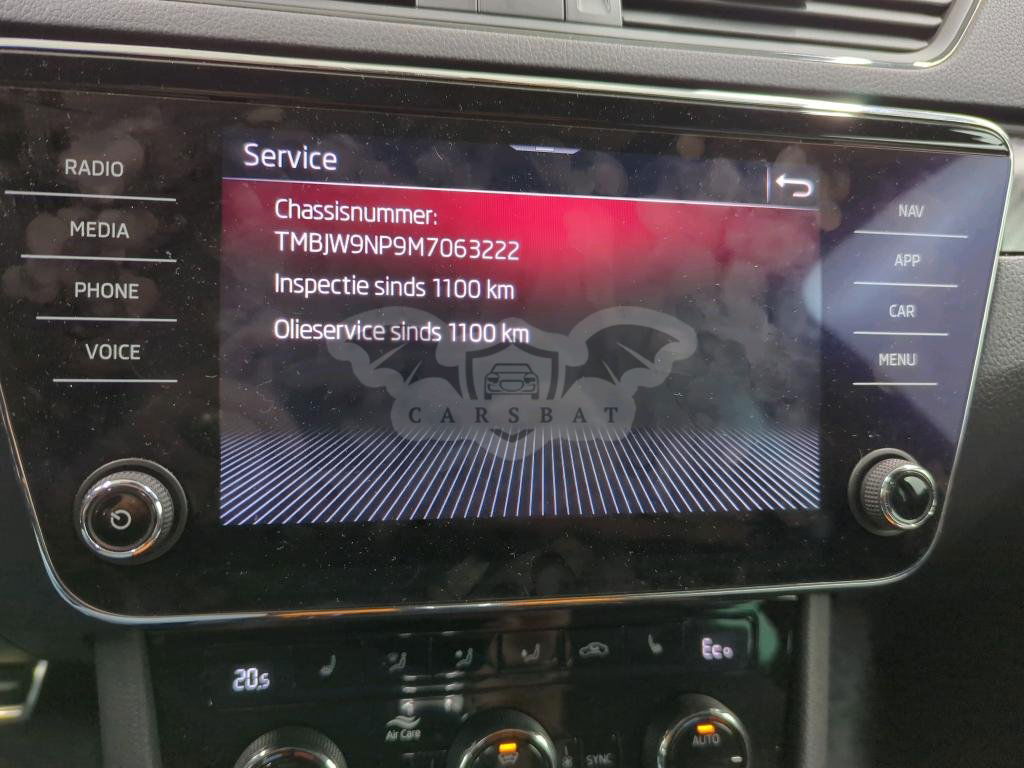 Service
Chassisnummer:
TMBJW9NP9M7063222
Inspectie sinds 1100 km
Olieservice sinds 1100 km
CARSBAT
RADIO
MEDIA
PHONE
VOICE
NAV
APP
CAR
MENU
20.5
Eco
Air Care
SYNC
AUTO